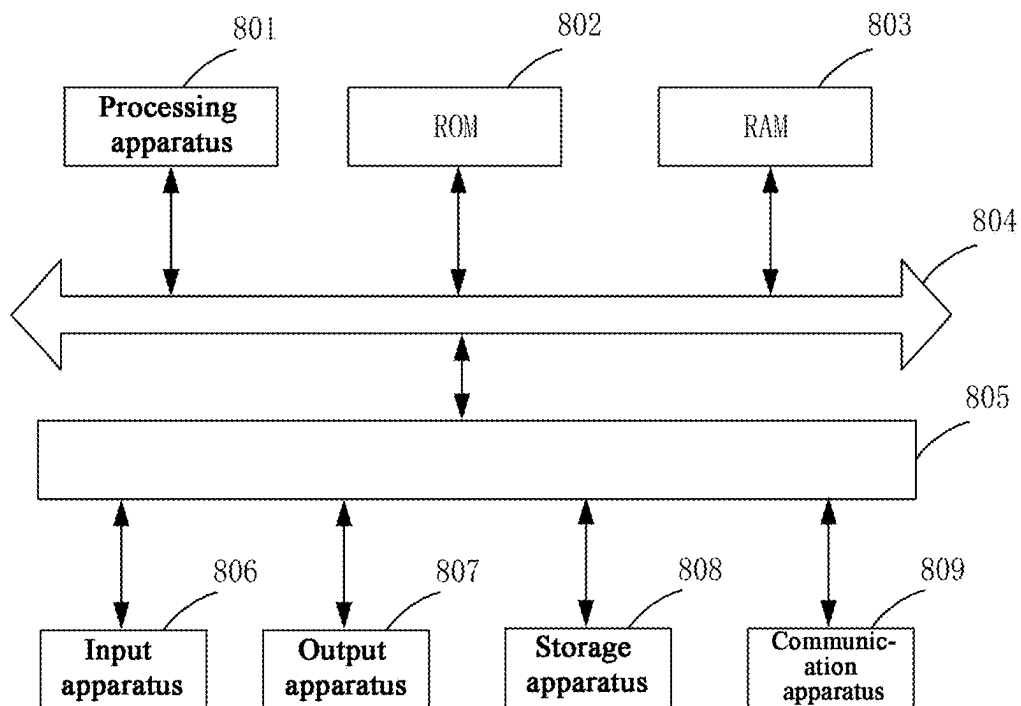 801
802
803
Processing
apparatus
ROM
RAM
804
805
806
807
808
809
Input
apparatus
Output
apparatus
Storage
apparatus
Communic-
ation
apparatus